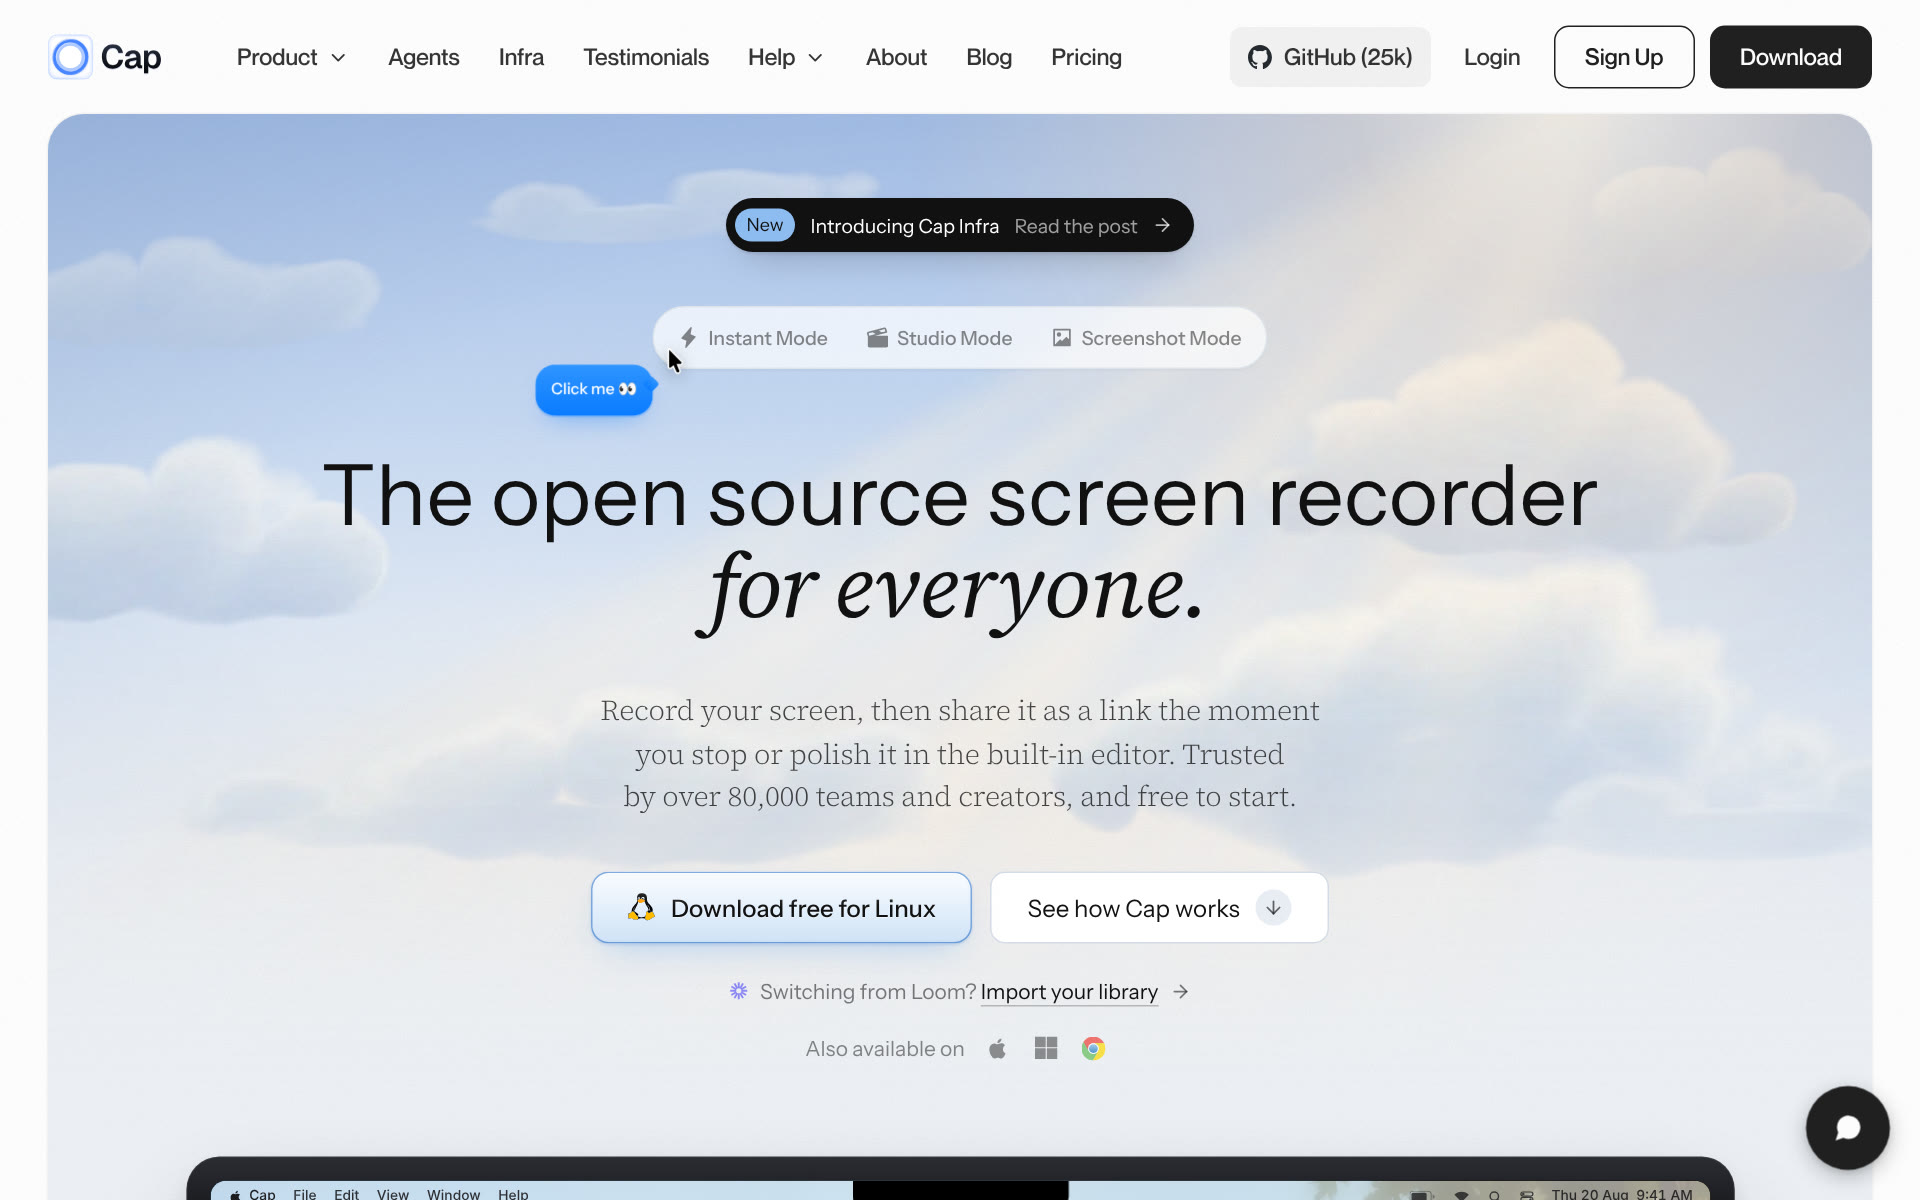 Cap
Product
Agents
Infra
Testimonials
Help
About
Blog
Pricing
GitHub (25k)
Login
Sign Up
Download
New Introducing Cap Infra Read the post →
Instant Mode
Studio Mode
Screenshot Mode
Click me 👀
The open source screen recorder
for everyone.
Record your screen, then share it as a link the moment
you stop or polish it in the built-in editor. Trusted
by over 80,000 teams and creators, and free to start.
Download free for Linux
See how Cap works
Switching from Loom? Import your library →
Also available on
Cap File Edit View Window Help
Thu 20 Aug 9:41 AM